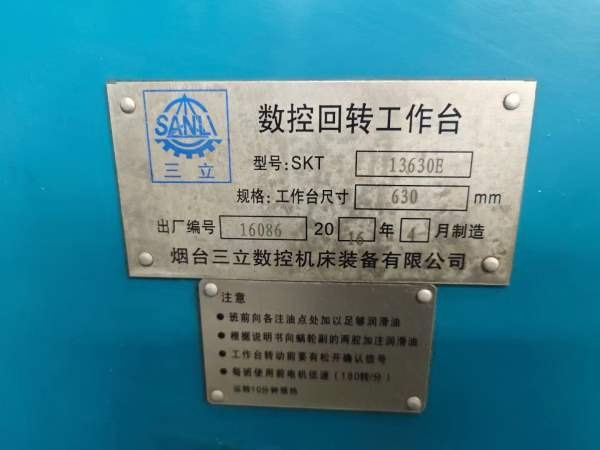 SANLI
三立
数控回转工作台
型号:SKT 13630E
规格:工作台尺寸 630 mm
出厂编号 16086 2016年4月制造
烟台三立数控机床装备有限公司
注意
● 班前向各注油点处加以足够润滑油
● 根据说明书向蜗轮副的两腔加注润滑油
● 工作台转动前要有松开确认信号
● 每班使用前电机低速(180转/分)
运转10分钟预热